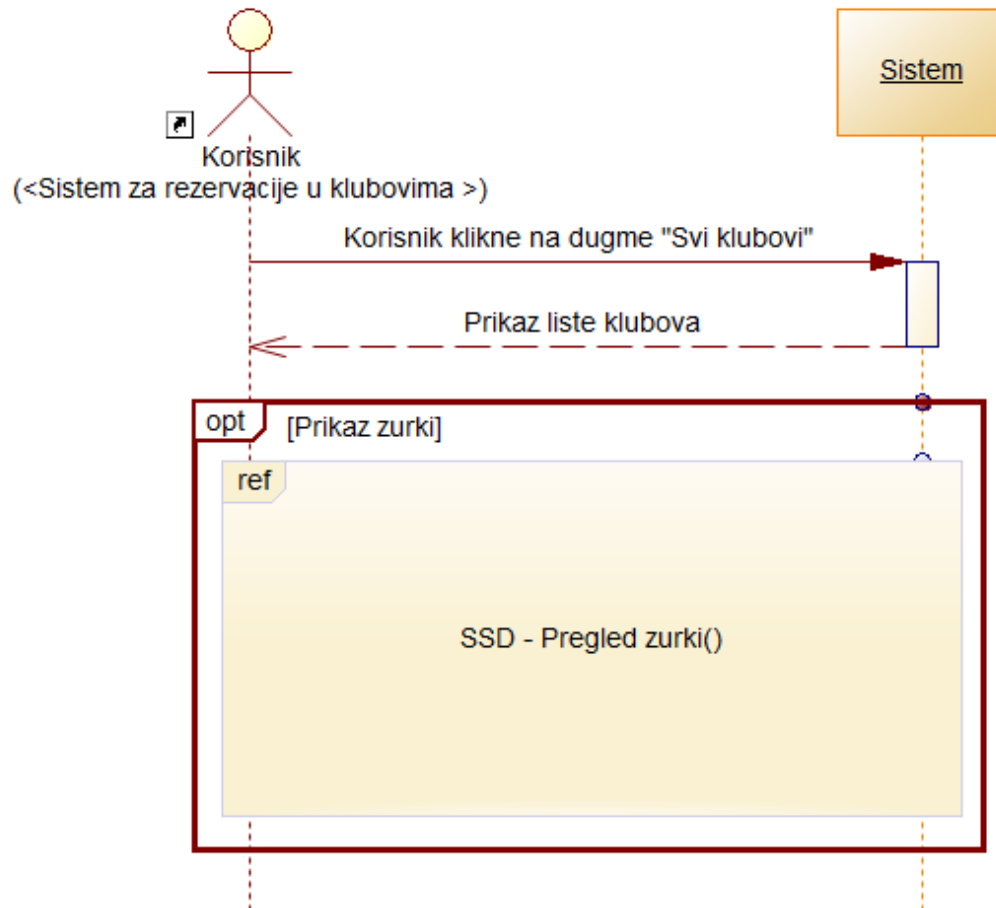 Sistem
Korisnik
(<Sistem za rezervacije u klubovima >)
Korisnik klikne na dugme "Svi klubovi"
Prikaz liste klubova
opt
[Prikaz zurki]
ref
SSD - Pregled zurki()